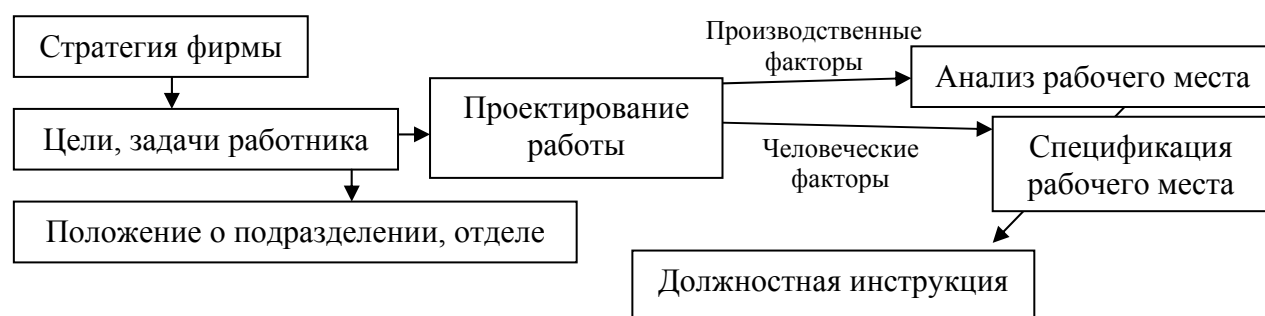 Стратегия фирмы
Цели, задачи работника
Положение о подразделении, отделе
Проектирование
работы
Производственные
факторы
Человеческие
факторы
Анализ рабочего места
Спецификация
рабочего места
Должностная инструкция